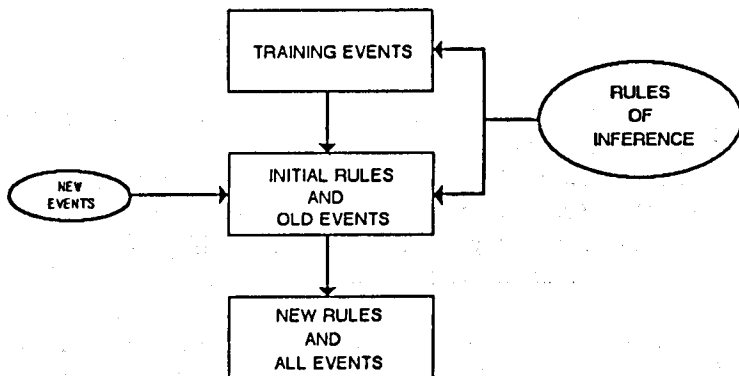 TRAINING EVENTS
RULES
OF
INFERENCE
INITIAL RULES
AND
OLD EVENTS
NEW
EVENTS
NEW RULES
AND
ALL EVENTS